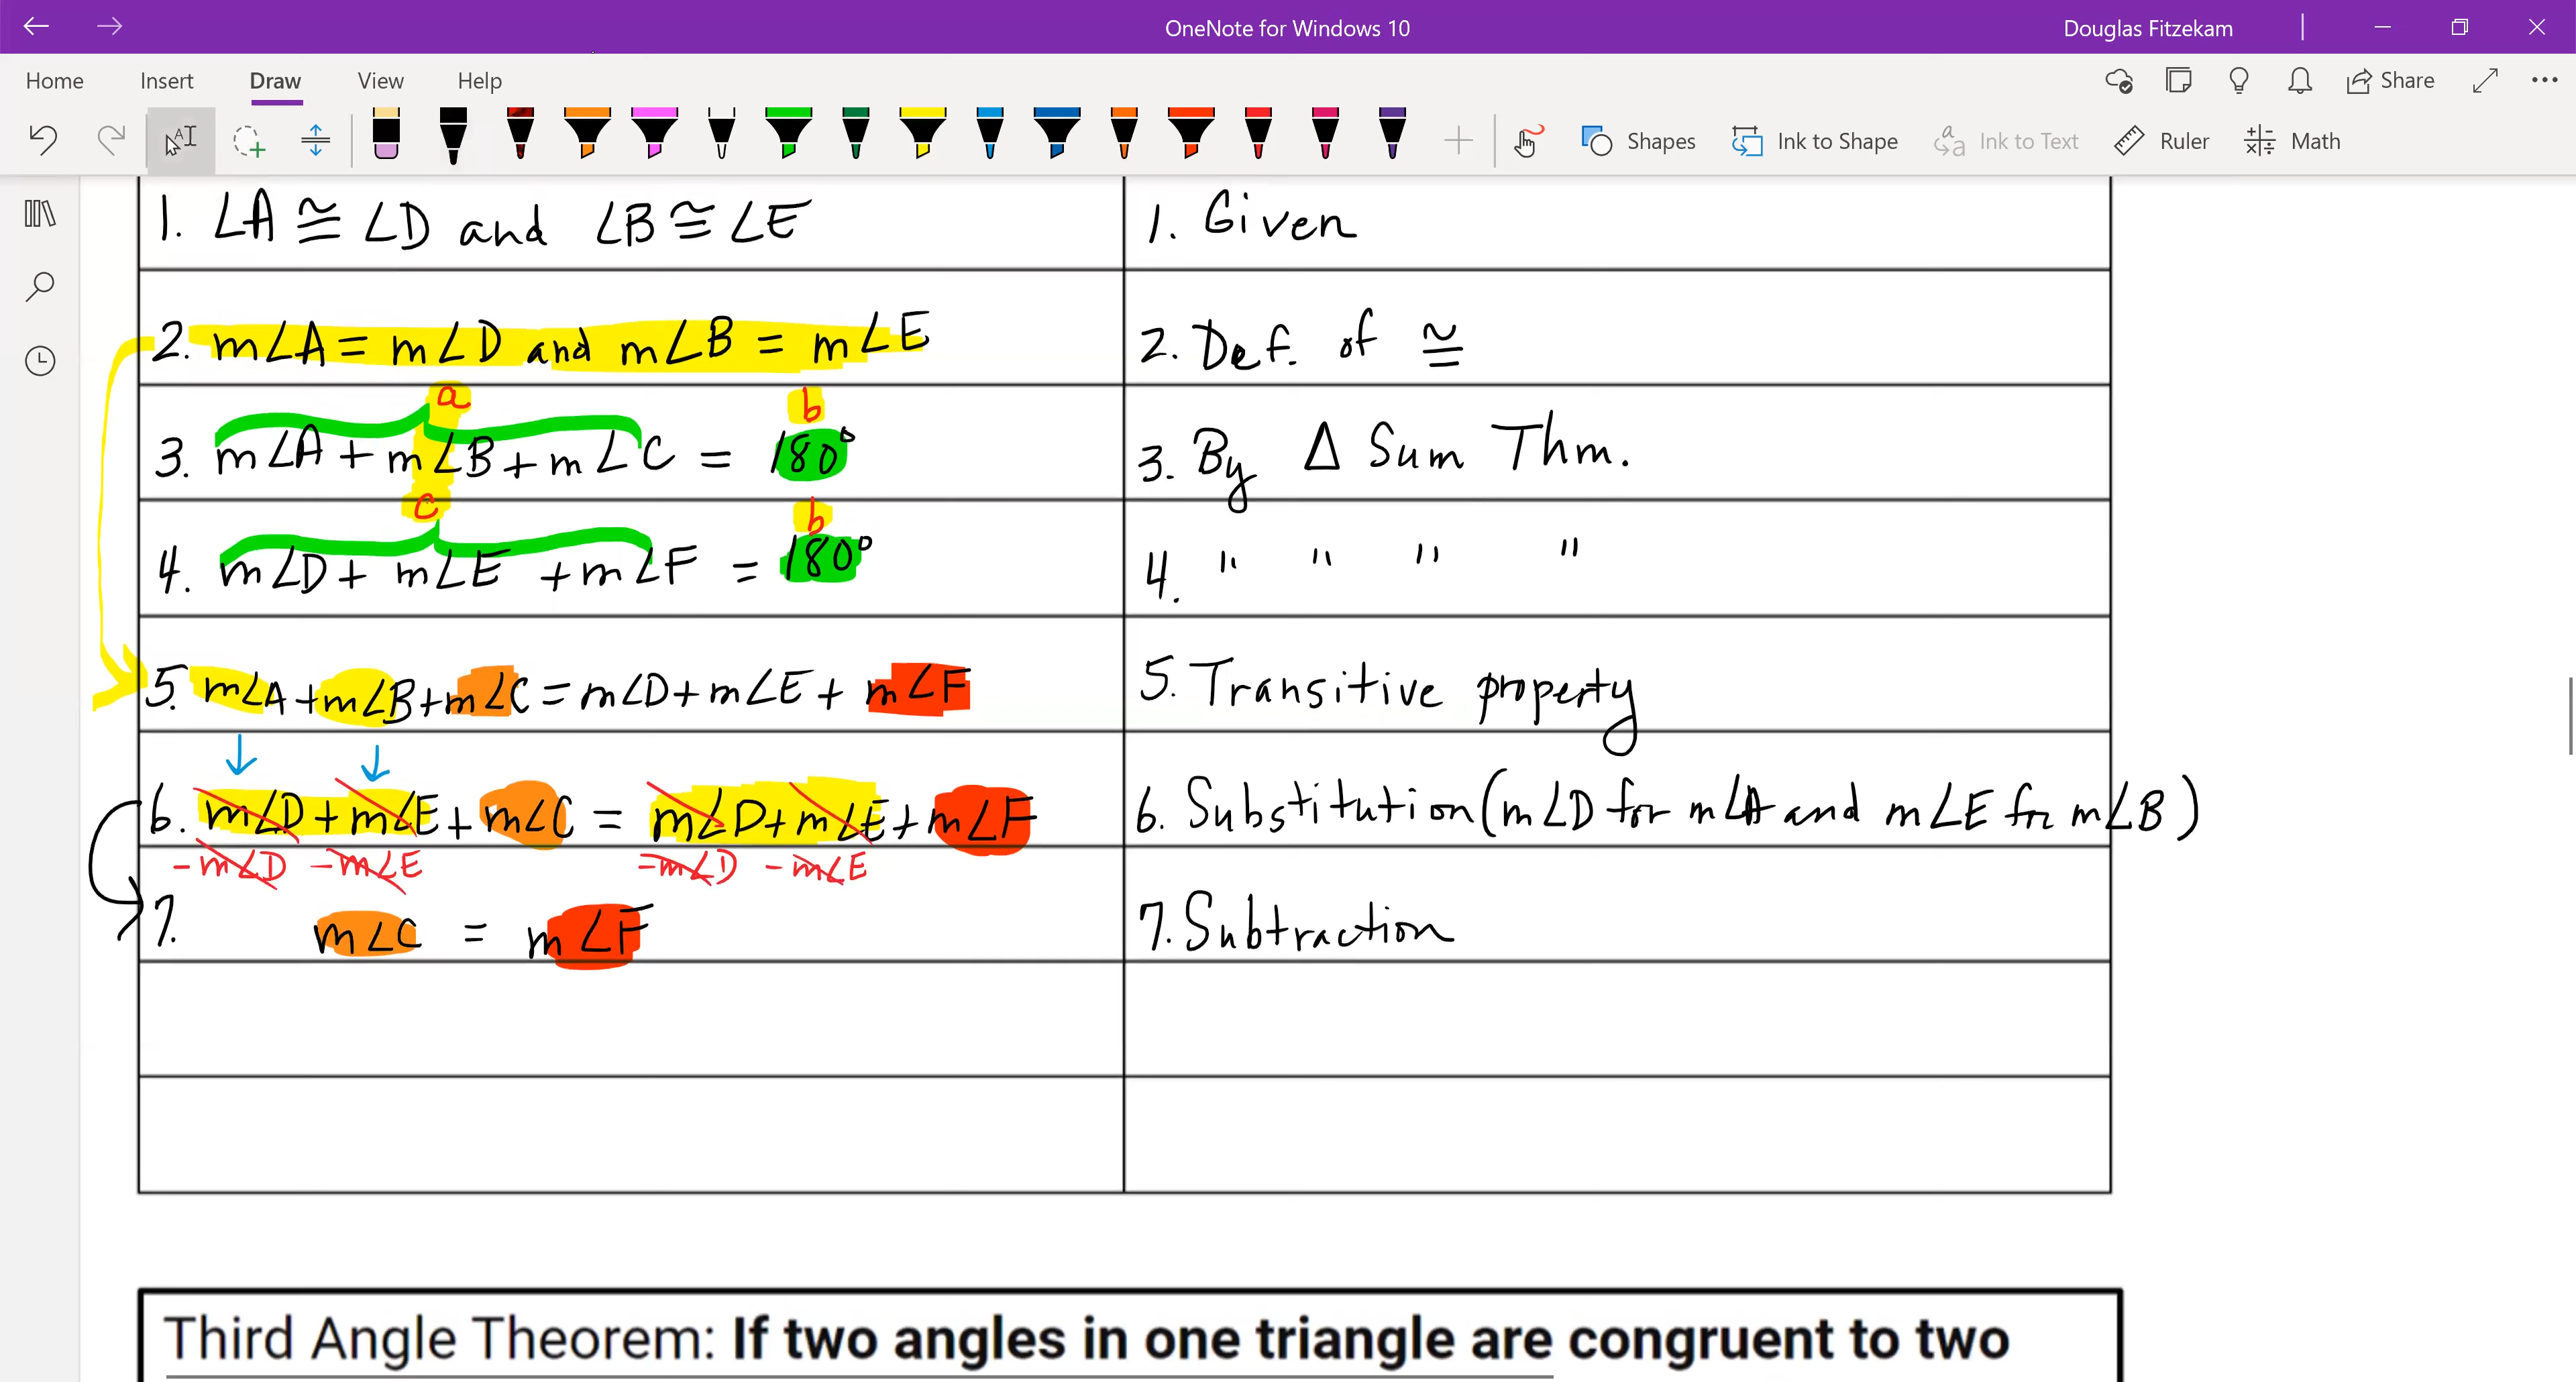 OneNote for Windows 10
Douglas Fitzekam
Home Insert Draw View Help
Share
Shapes Ink to Shape Ink to Text Ruler Math
1. ∠A ≅ ∠D and ∠B ≅ ∠E
1. Given
2. m∠A = m∠D and m∠B = m∠E
2. Def. of ≅
a b
3. m∠A + m∠B + m∠C = 180°
3. By Δ Sum Thm.
c b
4. m∠D + m∠E + m∠F = 180°
4. " " " "
5. m∠A + m∠B + m∠C = m∠D + m∠E + m∠F
5. Transitive property
6. m∠D + m∠E + m∠C = m∠D + m∠E + m∠F
6. Substitution (m∠D for m∠A and m∠E for m∠B)
-m∠D -m∠E -m∠D -m∠E
7. m∠C = m∠F
7. Subtraction
Third Angle Theorem: If two angles in one triangle are congruent to two